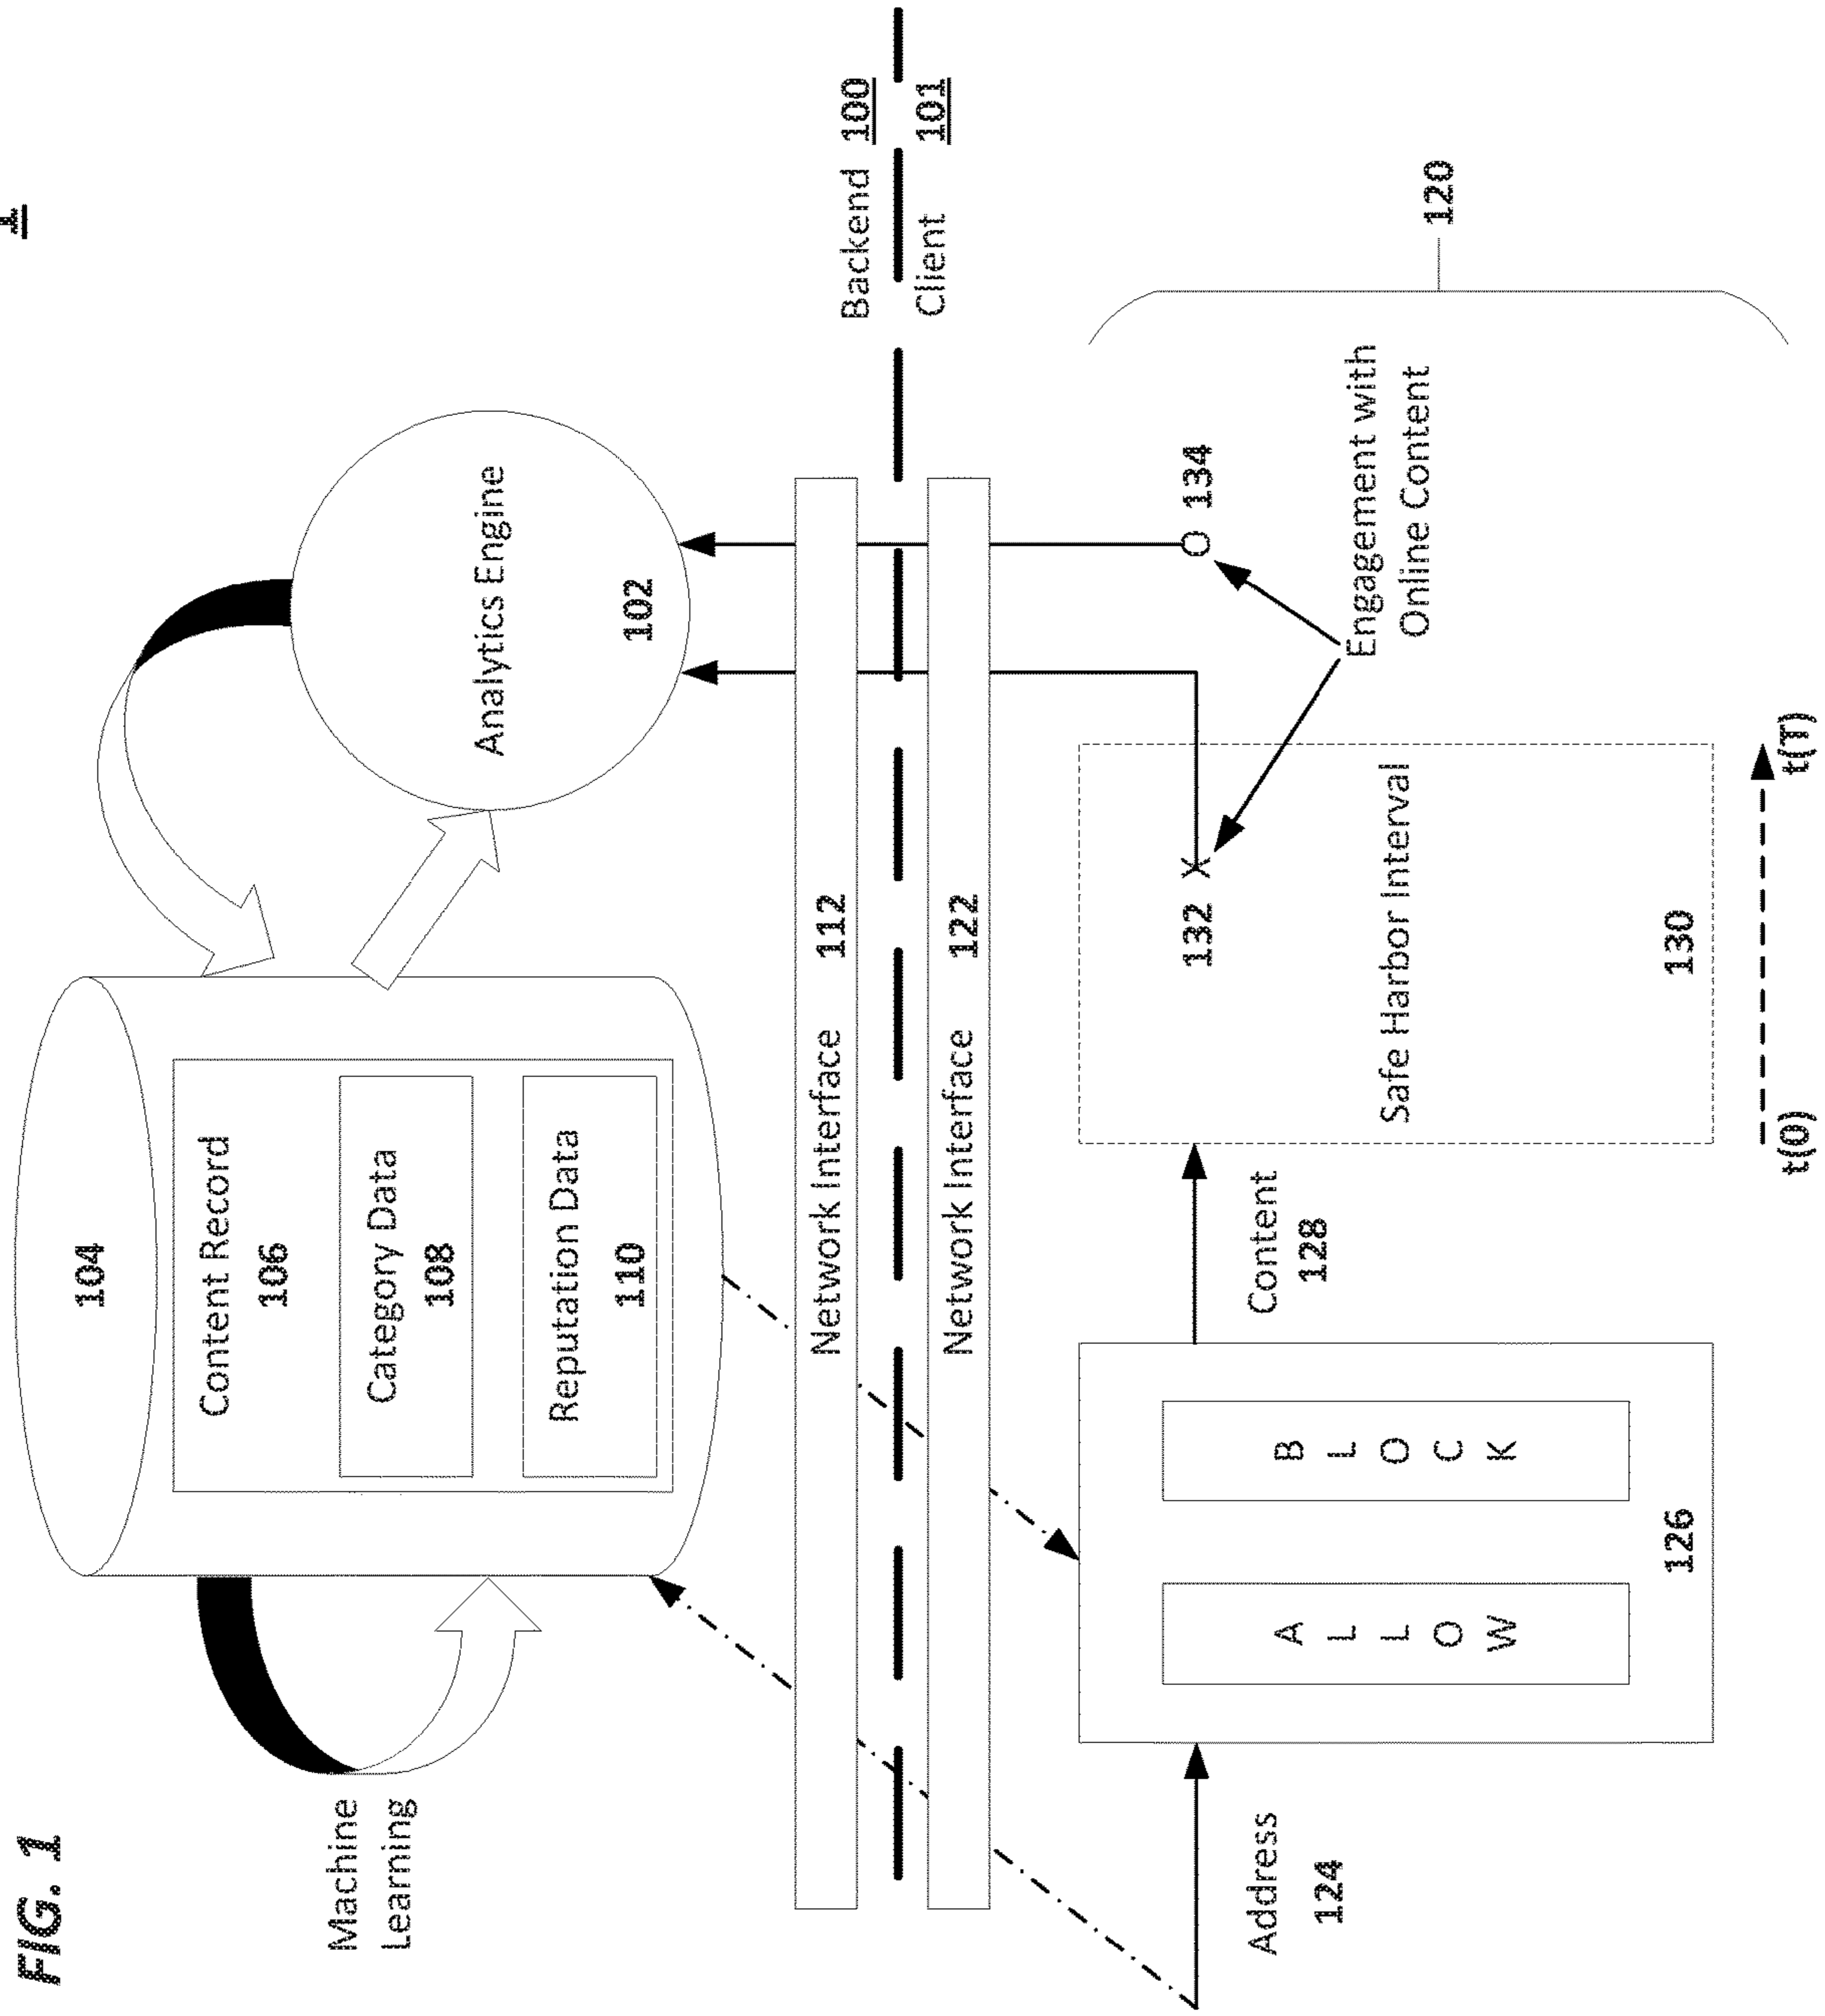 FIG. 1
1
104
Content Record
106
Category Data
108
Reputation Data
110
Machine
Learning
Analytics Engine
102
Network Interface 112
Backend 100
Client 101
Network Interface 122
Address
124
A
L
L
O
W
B
L
O
C
K
126
Content
128
132 X
Safe Harbor Interval
130
t(0)
t(T)
O 134
Engagement with
Online Content
120